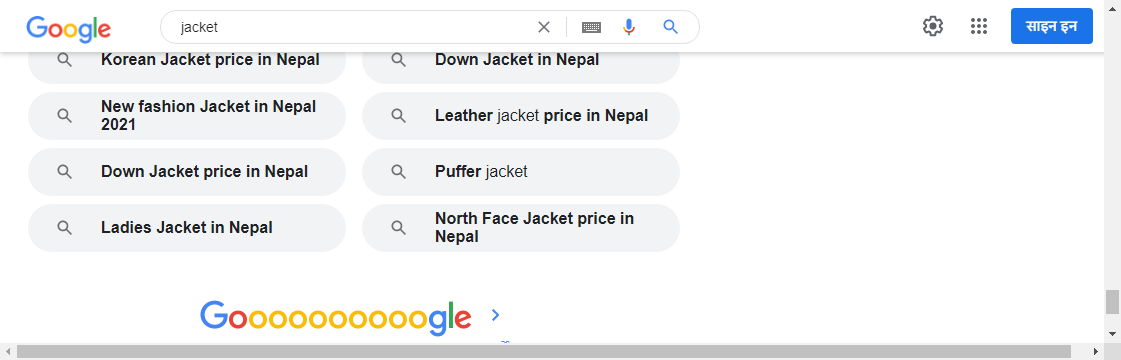 Google
jacket
साइन इन
Korean Jacket price in Nepal
Down Jacket in Nepal
New fashion Jacket in Nepal
2021
Leather jacket price in Nepal
Down Jacket price in Nepal
Puffer jacket
Ladies Jacket in Nepal
North Face Jacket price in
Nepal
Goooooooooogle